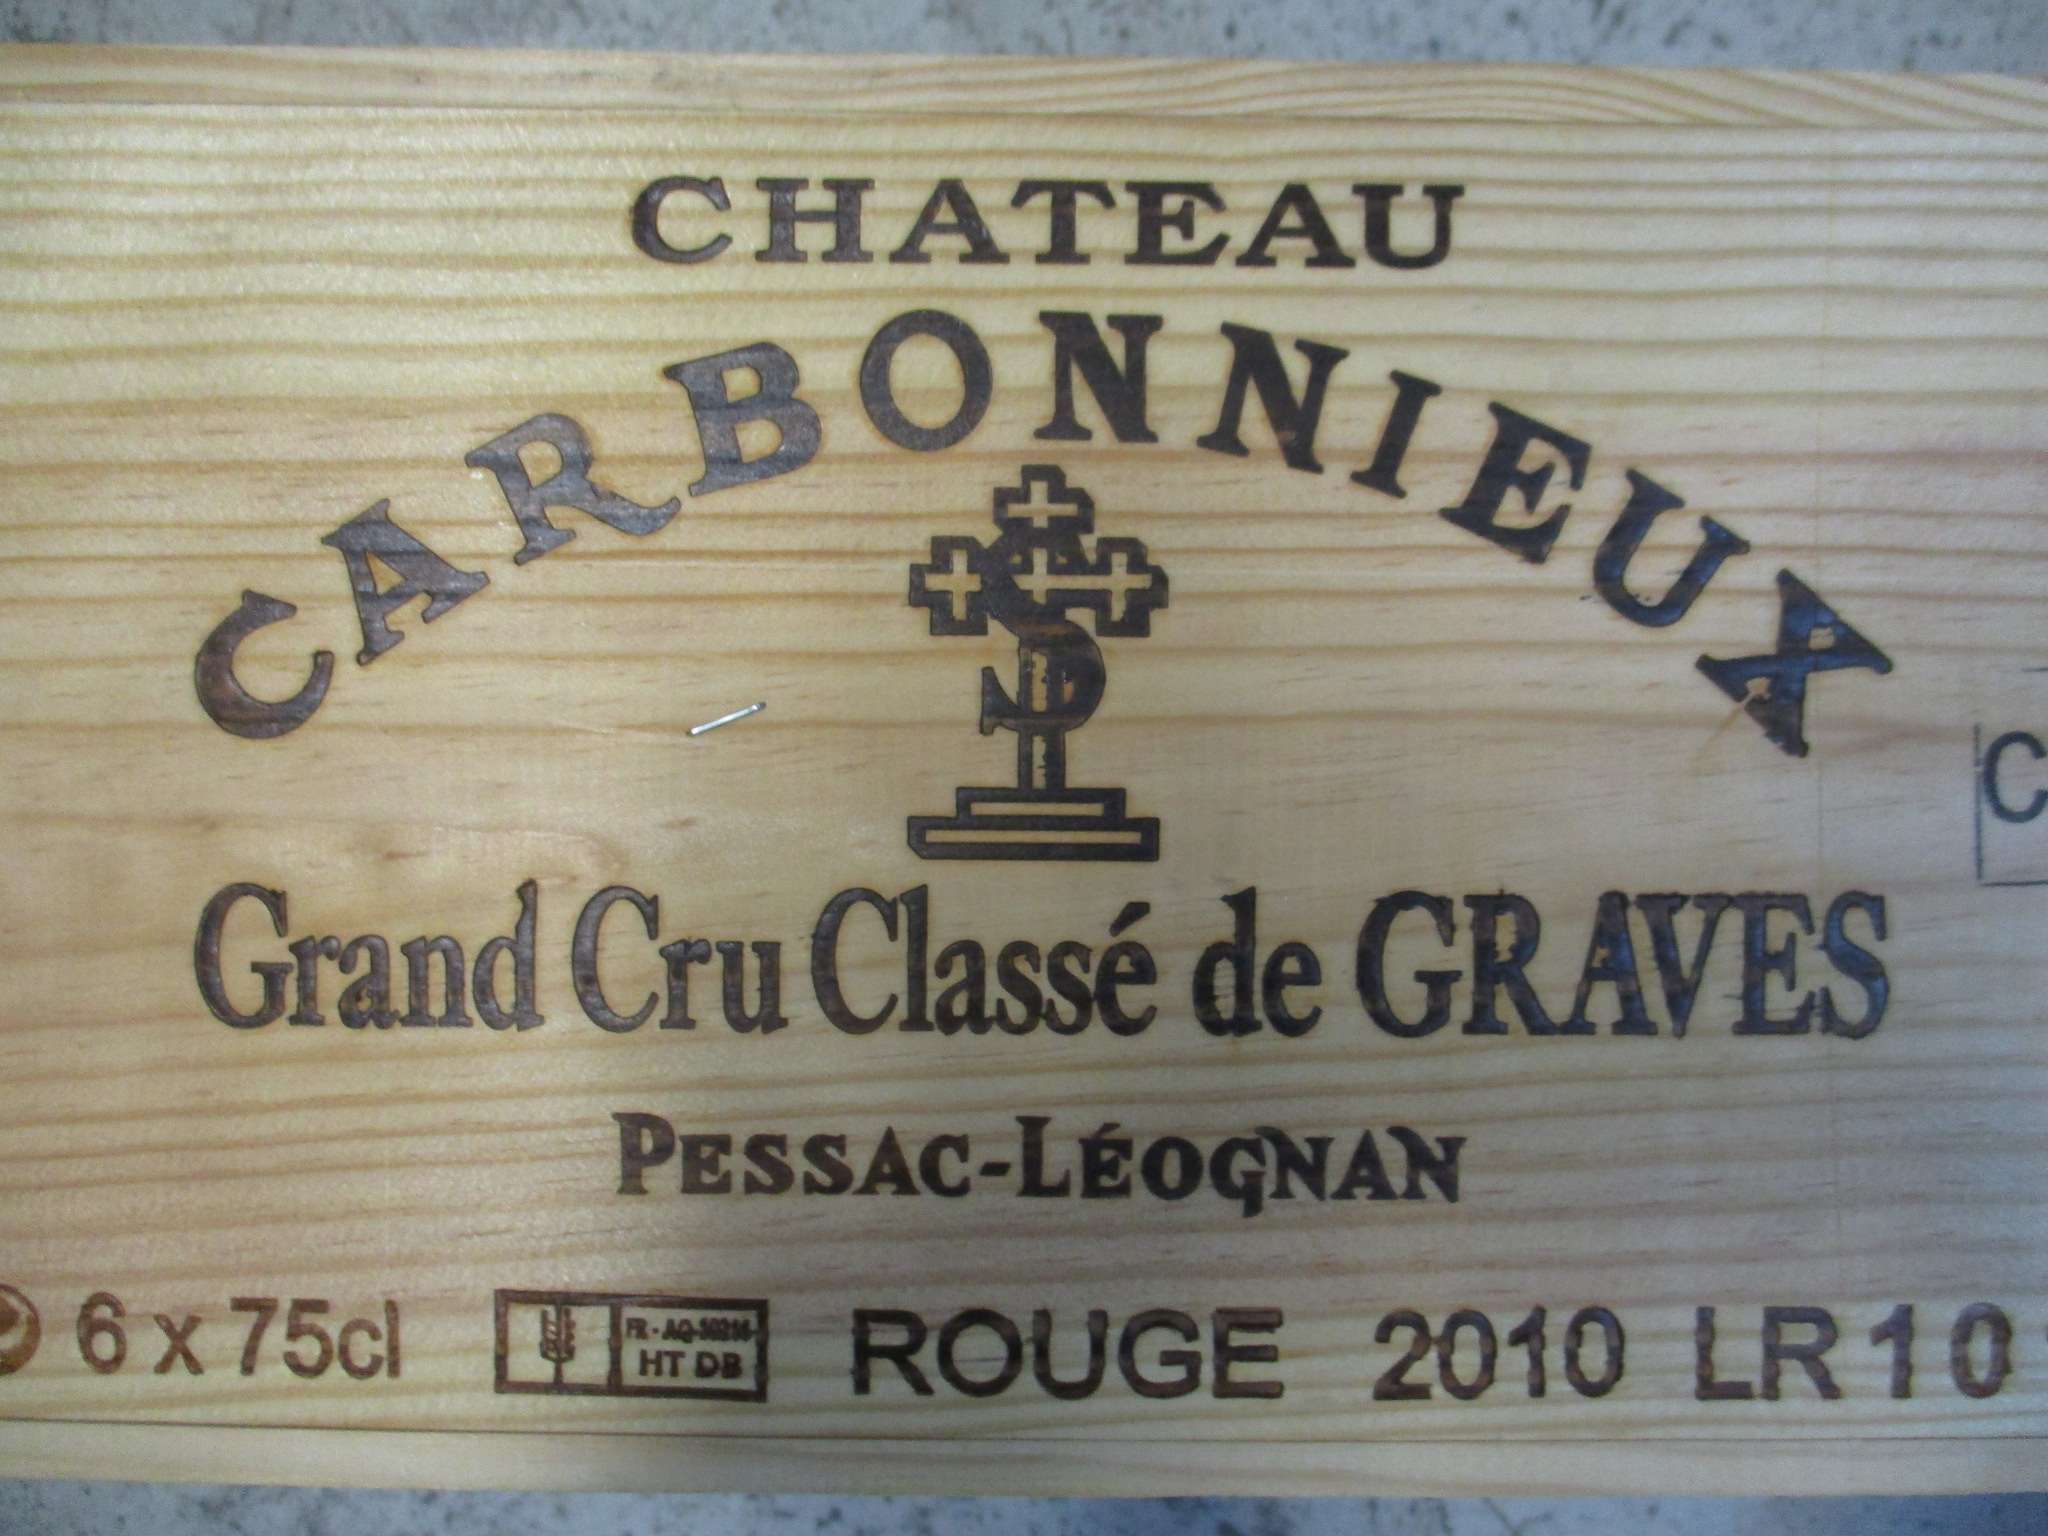 CHATEAU
CARBONNIEUX
S
Grand Cru Classé de GRAVES
PESSAC-LÉOGNAN
6 x 75cl
HT DB
ROUGE 2010 LR10
C